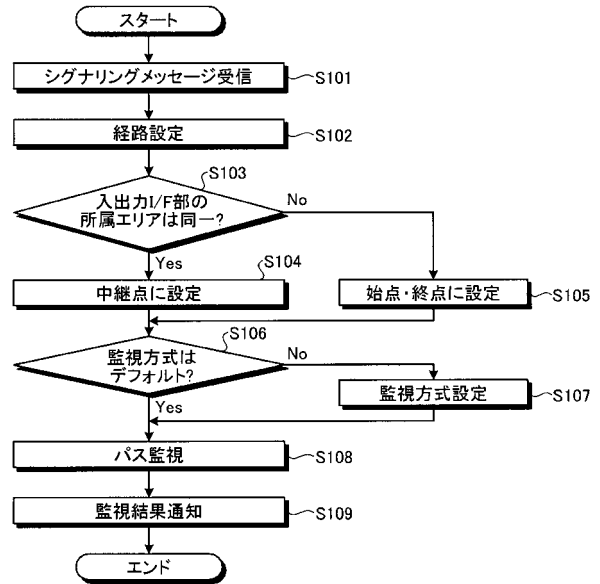 スタート
シグナリングメッセージ受信
S101
経路設定
S102
S103
入出力I/F部の
所属エリアは同一?
No
Yes
S104
中継点に設定
始点・終点に設定
S105
S106
監視方式は
デフォルト?
No
監視方式設定
S107
Yes
パス監視
S108
監視結果通知
S109
エンド